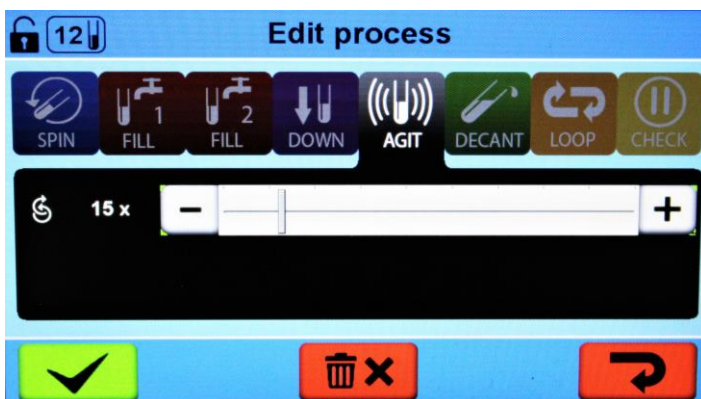 12 Edit process
SPIN
1
FILL
2
FILL
DOWN
AGIT
DECANT
LOOP
CHECK
15 x